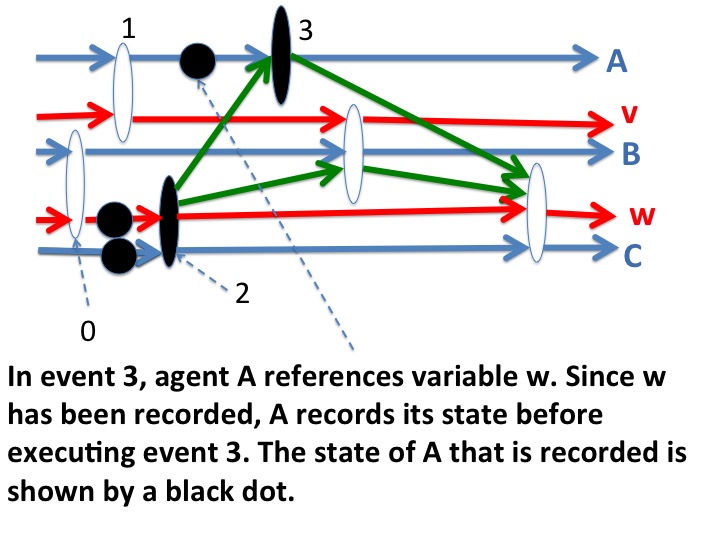 1
3
A
v
B
w
C
2
0
In event 3, agent A references variable w. Since w
has been recorded, A records its state before
executing event 3. The state of A that is recorded is
shown by a black dot.